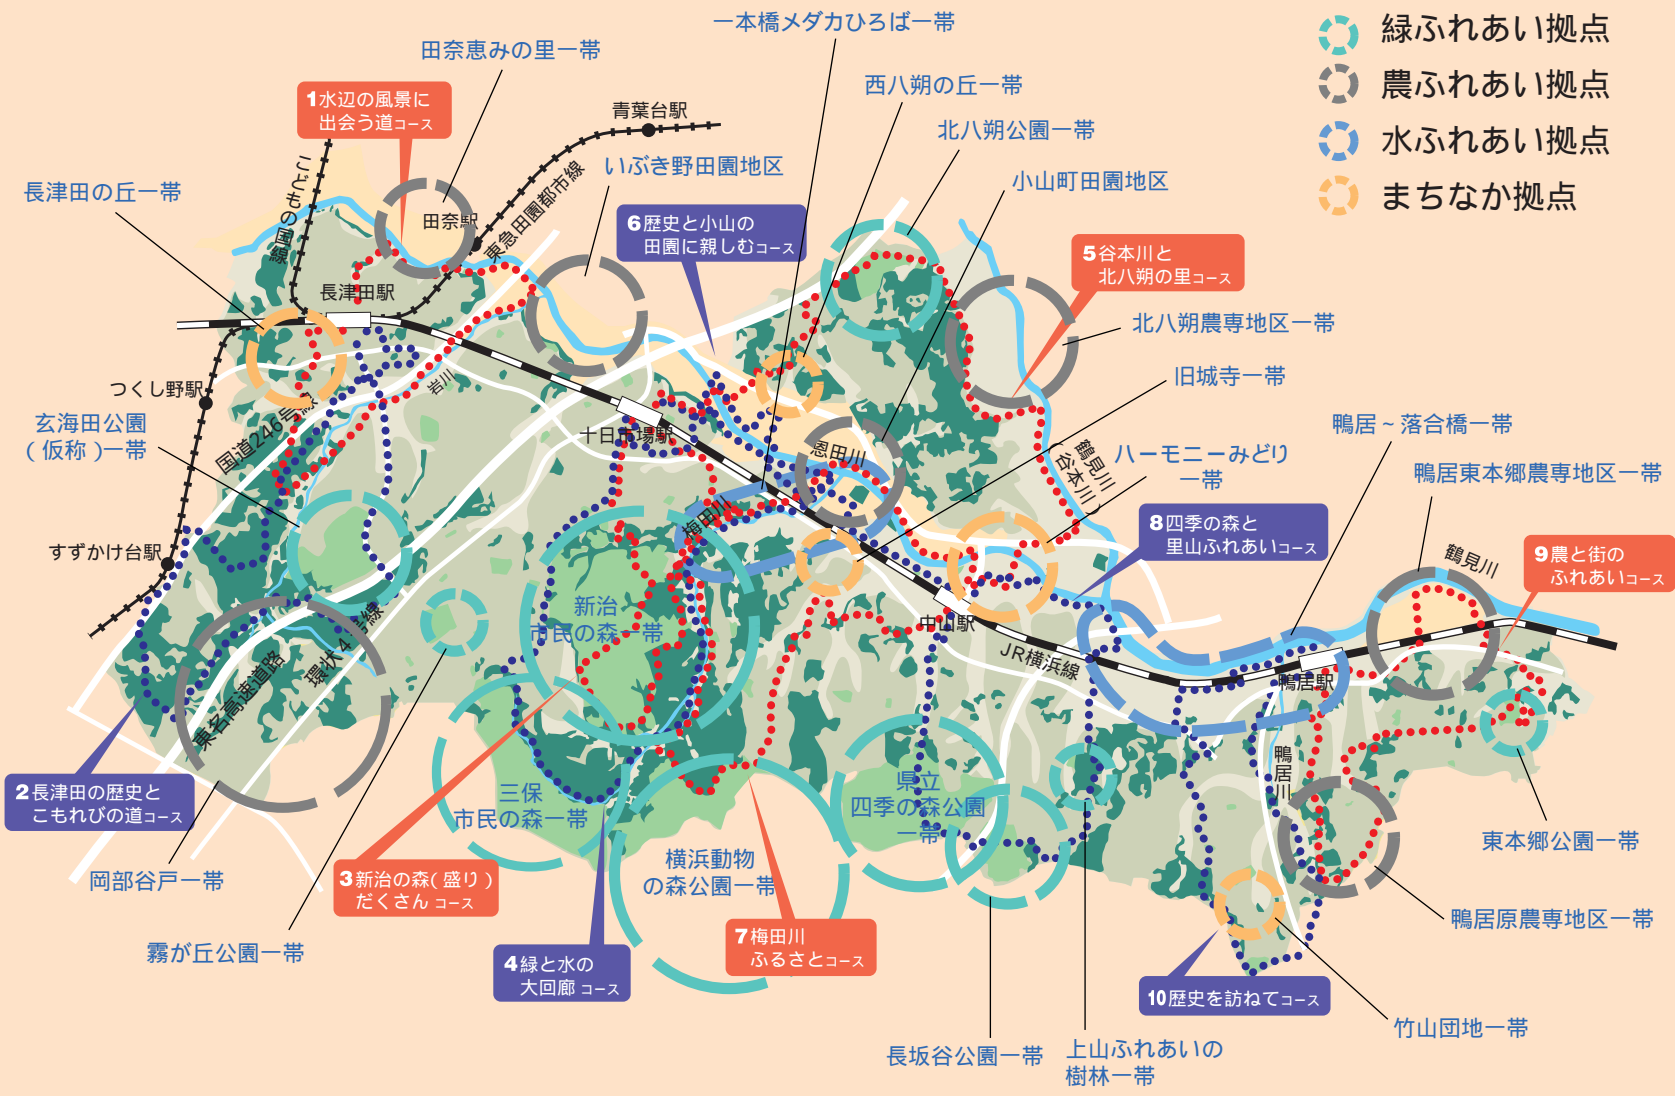 緑ふれあい拠点
農ふれあい拠点
水ふれあい拠点
まちなか拠点
一本橋メダカひろば一帯
田奈恵みの里一帯
西八朔の丘一帯
1水辺の風景に
出会う道コース
青葉台駅
北八朔公園一帯
いぶき野田園地区
小山町田園地区
長津田の丘一帯
こどもの国線
田奈駅
東急田園都市線
6歴史と小山の
田園に親しむコース
5谷本川と
北八朔の里コース
長津田駅
北八朔農専地区一帯
つくし野駅
岩川
旧城寺一帯
玄海田公園
(仮称)一帯
国道246号線
十日市場駅
恩田川
鶴見川
(谷本川)
ハーモニーみどり
一帯
鴨居~落合橋一帯
鴨居東本郷農専地区一帯
梅田川
8四季の森と
里山ふれあいコース
すずかけ台駅
鶴見川
9農と街の
ふれあいコース
新治
市民の森一帯
中山駅
JR横浜線
環状4号線
東名高速道路
鴨居駅
鴨居川
2長津田の歴史と
こもれびの道コース
三保
市民の森一帯
県立
四季の森公園
一帯
東本郷公園一帯
岡部谷戸一帯
3新治の森(盛り)
だくさん コース
横浜動物
の森公園一帯
鴨居原農専地区一帯
霧が丘公園一帯
4緑と水の
大回廊 コース
7梅田川
ふるさとコース
10歴史を訪ねてコース
竹山団地一帯
長坂谷公園一帯
上山ふれあいの
樹林一帯